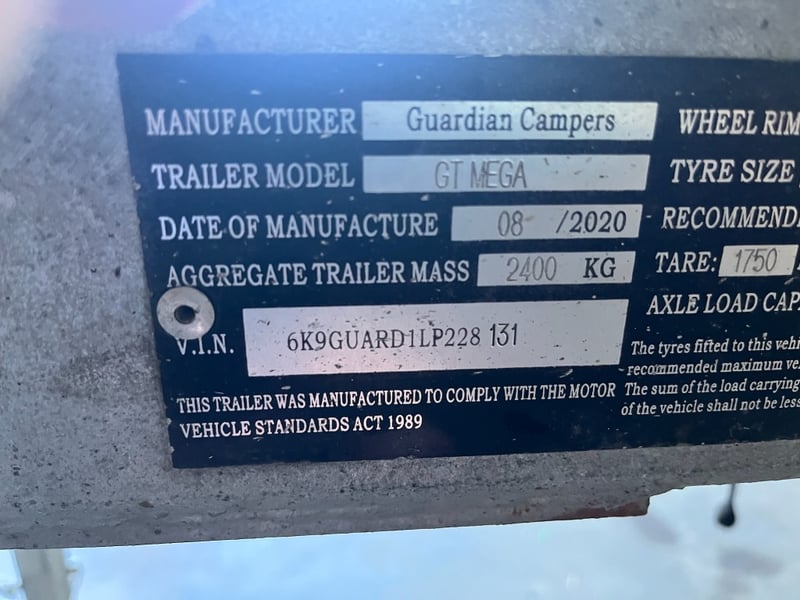 MANUFACTURER Guardian Campers
TRAILER MODEL GT MEGA
DATE OF MANUFACTURE 08 /2020
AGGREGATE TRAILER MASS 2400 KG
V.I.N. 6K9GUARD1LP228 131
THIS TRAILER WAS MANUFACTURED TO COMPLY WITH THE MOTOR
VEHICLE STANDARDS ACT 1989
WHEEL RIM
TYRE SIZE
RECOMMENDA
TARE: 1750
AXLE LOAD CAP
The tyres fitted to this vehi
recommended maximum ve
The sum of the load carrying
of the vehicle shall not be less